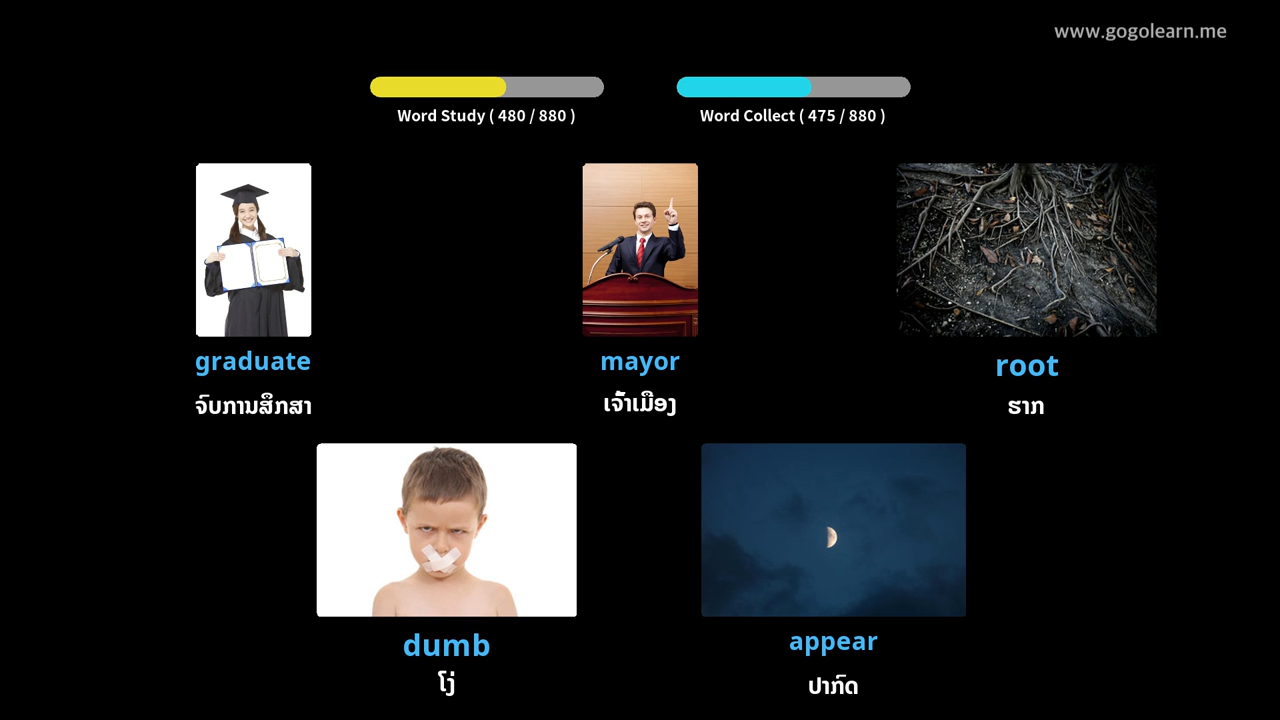 www.gogolearn.me
Word Study ( 480 / 880 )
Word Collect ( 475 / 880 )
graduate
ຈົບການສຶກສາ
mayor
ເຈົ້າເມືອງ
root
ຮາກ
dumb
ໂງ່
appear
ປາກົດ